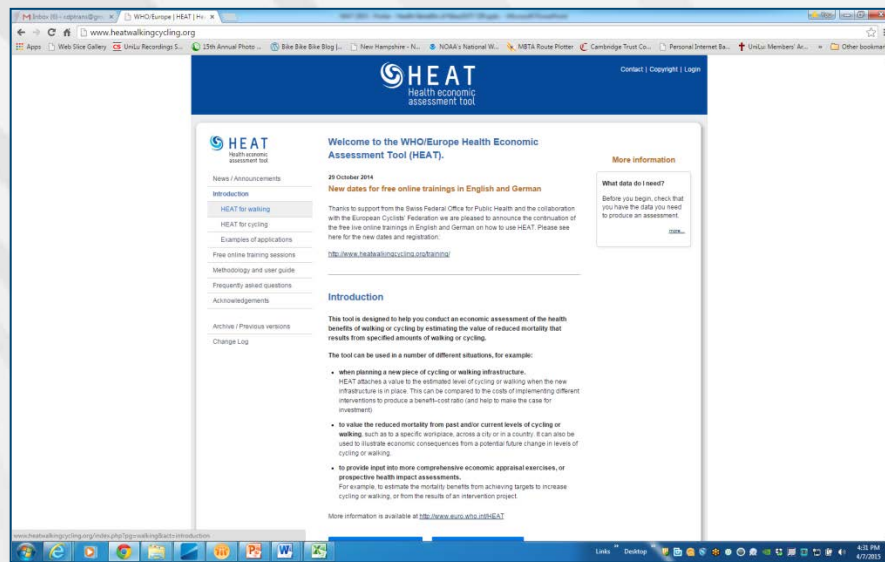 Inbox (6) - rdptrans@gm
WHO/Europe | HEAT | He
www.heatwalkingcycling.org
Apps
Web Slice Gallery
UniLu Recordings S...
15th Annual Photo ...
Bike Bike Bike Blog |...
New Hampshire - N...
NOAA's National W...
MBTA Route Plotter
Cambridge Trust Co...
Personal Internet Ba...
UniLu Members' Ar...
Other bookmar
HEAT
Health economic
assessment tool
Contact | Copyright | Login
HEAT
Health economic
assessment tool
News / Announcements
Introduction
HEAT for walking
HEAT for cycling
Examples of applications
Free online training sessions
Methodology and user guide
Frequently asked questions
Acknowledgements
Archive / Previous versions
Change Log
Welcome to the WHO/Europe Health Economic
Assessment Tool (HEAT).
29 October 2014
New dates for free online trainings in English and German
Thanks to support from the Swiss Federal Office for Public Health and the collaboration
with the European Cyclists' Federation we are pleased to announce the continuation of
the free live online trainings in English and German on how to use HEAT. Please see
here for the new dates and registration:
http://www.heatwalkingcycling.org/training/
Introduction
This tool is designed to help you conduct an economic assessment of the health
benefits of walking or cycling by estimating the value of reduced mortality that
results from specified amounts of walking or cycling.
The tool can be used in a number of different situations, for example:
• when planning a new piece of cycling or walking infrastructure.
HEAT attaches a value to the estimated level of cycling or walking when the new
infrastructure is in place. This can be compared to the costs of implementing different
interventions to produce a benefit–cost ratio (and help to make the case for
investment)
• to value the reduced mortality from past and/or current levels of cycling or
walking, such as to a specific workplace, across a city or in a country. It can also be
used to illustrate economic consequences from a potential future change in levels of
cycling or walking.
• to provide input into more comprehensive economic appraisal exercises, or
prospective health impact assessments.
For example, to estimate the mortality benefits from achieving targets to increase
cycling or walking, or from the results of an intervention project.
More information is available at http://www.euro.who.int/HEAT
More information
What data do I need?
Before you begin, check that
you have the data you need
to produce an assessment.
more...
www.heatwalkingcycling.org/index.php?pg=walking&act=introduction
Links
Desktop
4:31 PM
4/7/2015